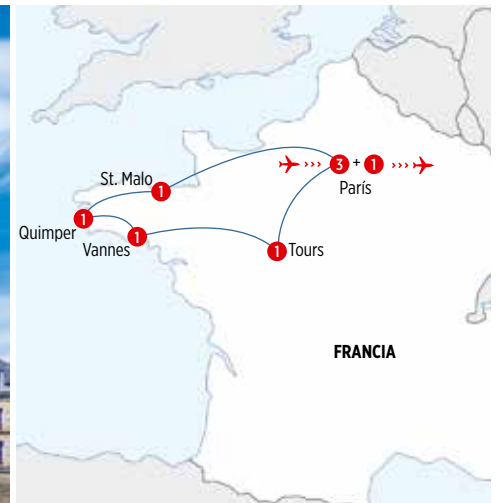 3 + 1
París
St. Malo
1
1
Quimper
1
Vannes
1
Tours
FRANCIA